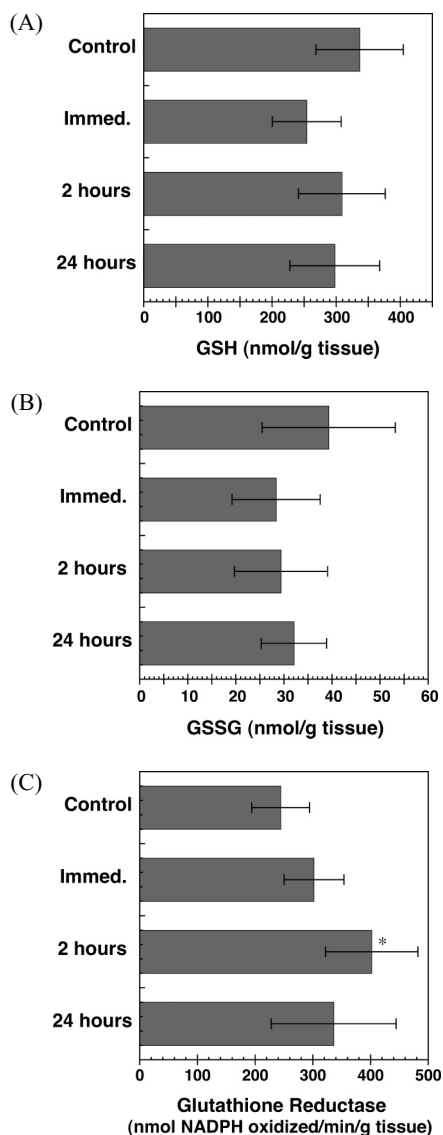 (A)
Control
Immed.
2 hours
24 hours
0 100 200 300 400
GSH (nmol/g tissue)
(B)
Control
Immed.
2 hours
24 hours
0 10 20 30 40 50 60
GSSG (nmol/g tissue)
(C)
Control
Immed.
2 hours
*
24 hours
0 100 200 300 400 500
Glutathione Reductase
(nmol NADPH oxidized/min/g tissue)